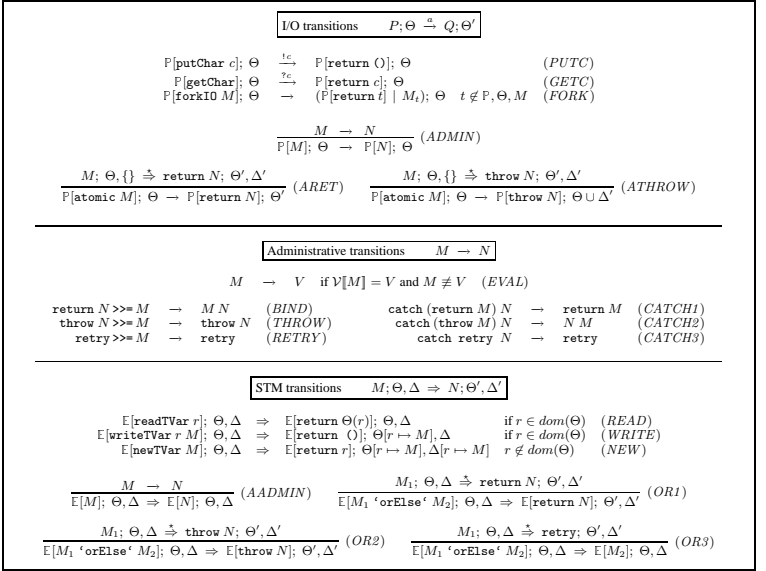 I/O transitions P; Θ →ᵃ Q; Θ′
ℙ[putChar c]; Θ →^{!c} ℙ[return ()]; Θ (PUTC)
ℙ[getChar]; Θ →^{?c} ℙ[return c]; Θ (GETC)
ℙ[forkIO M]; Θ → (ℙ[return t] | M_t); Θ t ∉ ℙ, Θ, M (FORK)
M → N
ℙ[M]; Θ → ℙ[N]; Θ (ADMIN)
M; Θ, {} ⇒* return N; Θ′, Δ′ M; Θ, {} ⇒* throw N; Θ′, Δ′
ℙ[atomic M]; Θ → ℙ[return N]; Θ′ (ARET) ℙ[atomic M]; Θ → ℙ[throw N]; Θ ∪ Δ′ (ATHROW)
Administrative transitions M → N
M → V if 𝒱⟦M⟧ = V and M ≢ V (EVAL)
return N >>= M → M N (BIND) catch (return M) N → return M (CATCH1)
throw N >>= M → throw N (THROW) catch (throw M) N → N M (CATCH2)
retry >>= M → retry (RETRY) catch retry N → retry (CATCH3)
STM transitions M; Θ, Δ ⇒ N; Θ′, Δ′
𝔼[readTVar r]; Θ, Δ ⇒ 𝔼[return Θ(r)]; Θ, Δ if r ∈ dom(Θ) (READ)
𝔼[writeTVar r M]; Θ, Δ ⇒ 𝔼[return ()]; Θ[r ↦ M], Δ if r ∈ dom(Θ) (WRITE)
𝔼[newTVar M]; Θ, Δ ⇒ 𝔼[return r]; Θ[r ↦ M], Δ[r ↦ M] r ∉ dom(Θ) (NEW)
M → N M₁; Θ, Δ ⇒* return N; Θ′, Δ′
𝔼[M]; Θ, Δ ⇒ 𝔼[N]; Θ, Δ (AADMIN) 𝔼[M₁ ‘orElse‘ M₂]; Θ, Δ ⇒ 𝔼[return N]; Θ′, Δ′ (OR1)
M₁; Θ, Δ ⇒* throw N; Θ′, Δ′ M₁; Θ, Δ ⇒* retry; Θ′, Δ′
𝔼[M₁ ‘orElse‘ M₂]; Θ, Δ ⇒ 𝔼[throw N]; Θ′, Δ′ (OR2) 𝔼[M₁ ‘orElse‘ M₂]; Θ, Δ ⇒ 𝔼[M₂]; Θ, Δ (OR3)